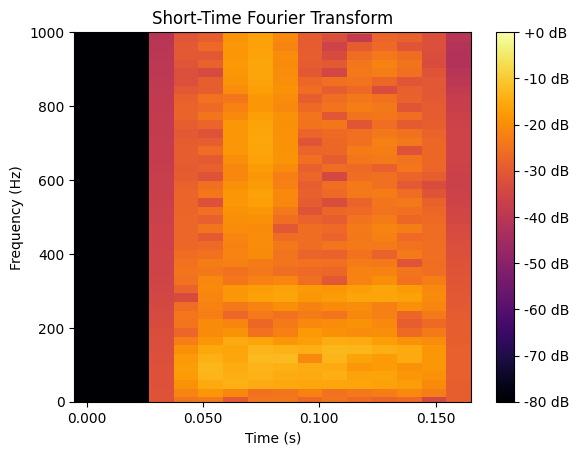 Short-Time Fourier Transform
1000
800
600
400
200
0
Frequency (Hz)
0.000
0.050
0.100
0.150
Time (s)
+0 dB
-10 dB
-20 dB
-30 dB
-40 dB
-50 dB
-60 dB
-70 dB
-80 dB